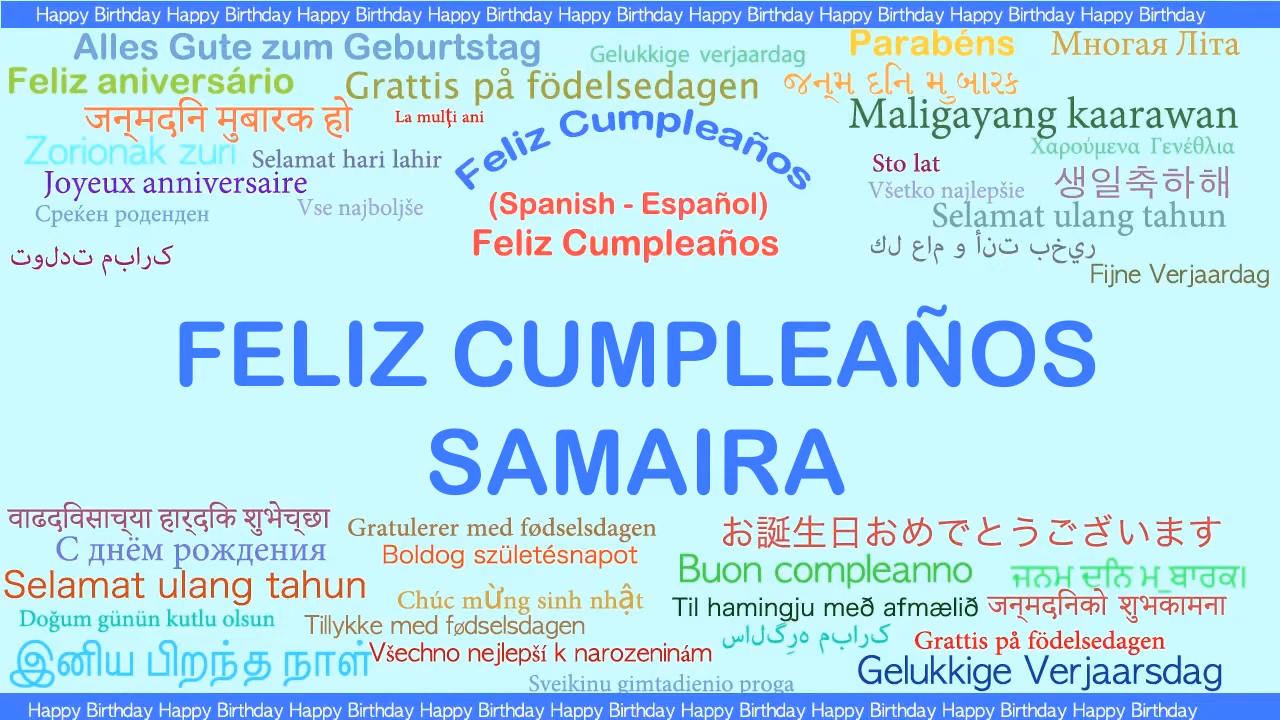 Happy Birthday Happy Birthday Happy Birthday Happy Birthday Happy Birthday Happy Birthday Happy Birthday Happy Birthday Happy Birthday
Alles Gute zum Geburtstag
Gelukkige verjaardag
Parabéns
Многая Літа
Feliz aniversário
Grattis på födelsedagen
જન્મ દિન મુબારક
जन्मदिन मुबारक हो
La mulţi ani
Feliz Cumpleaños
Maligayang kaarawan
Zorionak zuri
Selamat hari lahir
Χαρούμενα Γενέθλια
Sto lat
Joyeux anniversaire
(Spanish - Español)
Všetko najlepšie
생일축하해
Среќен роденден
Vse najboljše
Selamat ulang tahun
Feliz Cumpleaños
تولدت مبارک
كل عام و أنت بخير
Fijne Verjaardag
FELIZ CUMPLEAÑOS
SAMAIRA
वाढदिवसाच्या हार्दिक शुभेच्छा
Gratulerer med fødselsdagen
お誕生日おめでとうございます
С днём рождения
Boldog születésnapot
Buon compleanno
ਜਨਮ ਦਿਨ ਮੁਬਾਰਕ।
Selamat ulang tahun
Chúc mừng sinh nhật
Til hamingju með afmælið
जन्मदिनको शुभकामना
Doğum günün kutlu olsun
Tillykke med fødselsdagen
سالگرہ مبارک
Grattis på födelsedagen
இனிய பிறந்த நாள்
Všechno nejlepší k narozeninám
Gelukkige Verjaarsdag
Sveikinu gimtadienio proga
Happy Birthday Happy Birthday Happy Birthday Happy Birthday Happy Birthday Happy Birthday Happy Birthday Happy Birthday Happy Birthday